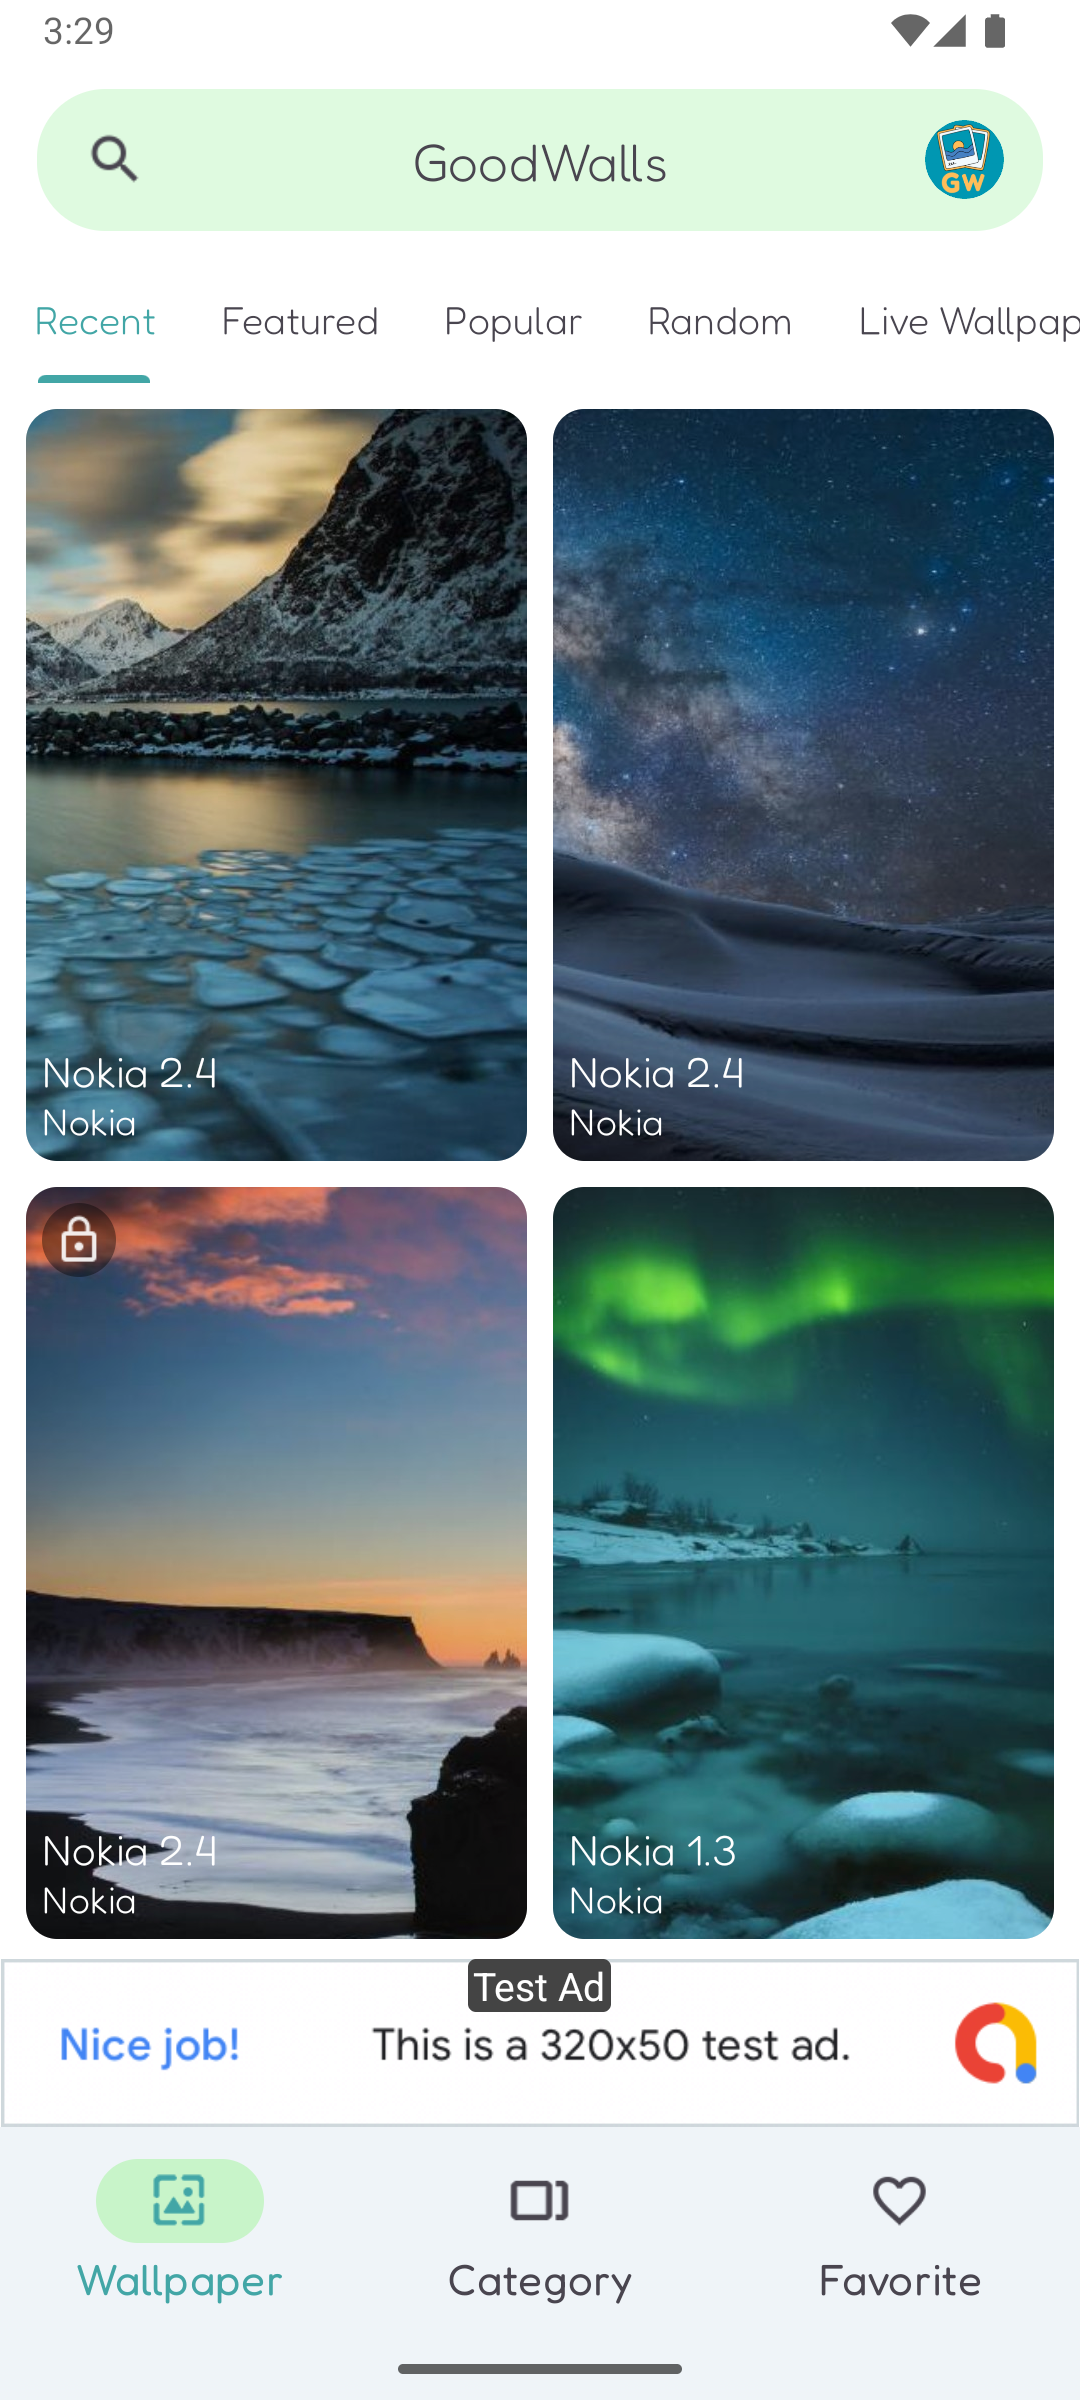 3:29
GoodWalls
GW
Recent Featured Popular Random Live Wallpap
Nokia 2.4
Nokia
Nokia 2.4
Nokia
Nokia 2.4
Nokia
Nokia 1.3
Nokia
Test Ad
Nice job! This is a 320x50 test ad.
Wallpaper Category Favorite